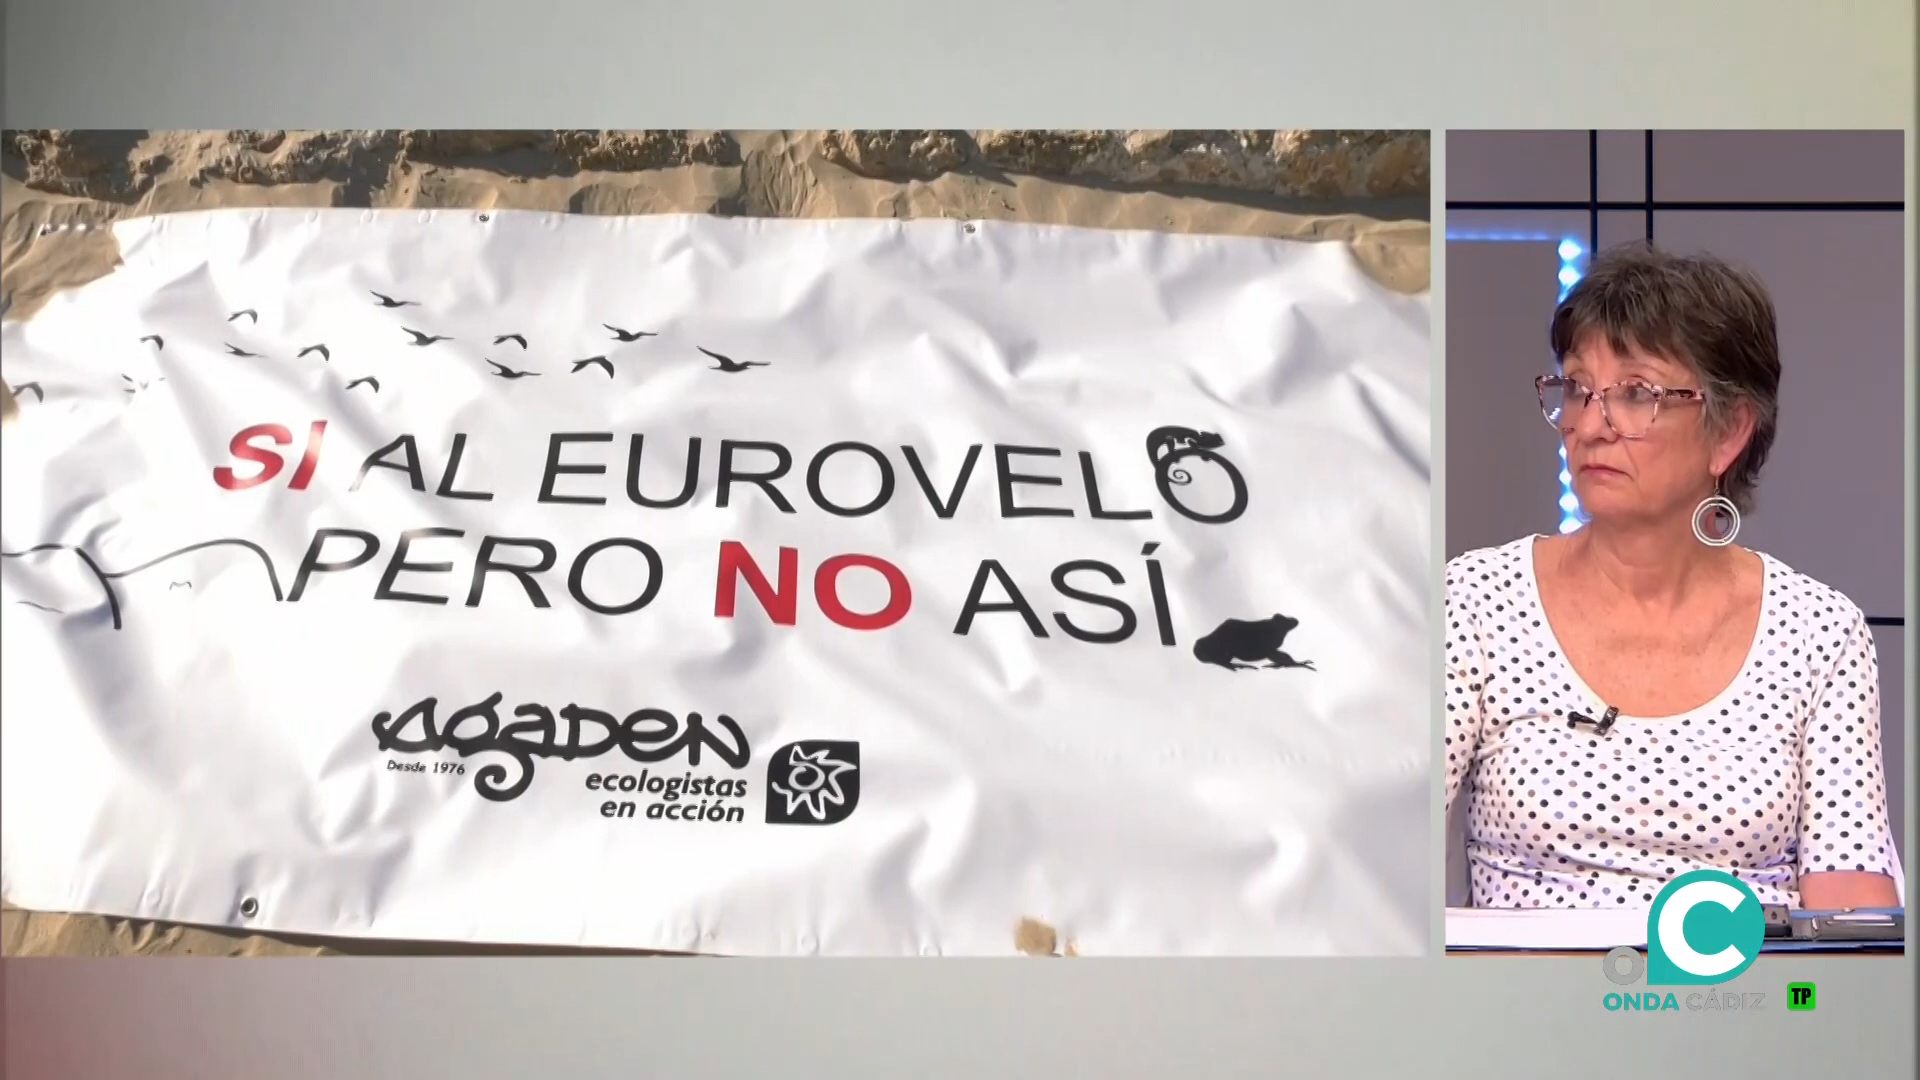 SI AL EUROVELO
PERO NO ASÍ
agaden
Desde 1976
ecologistas
en acción
C
O
ONDA CÁDIZ
TP